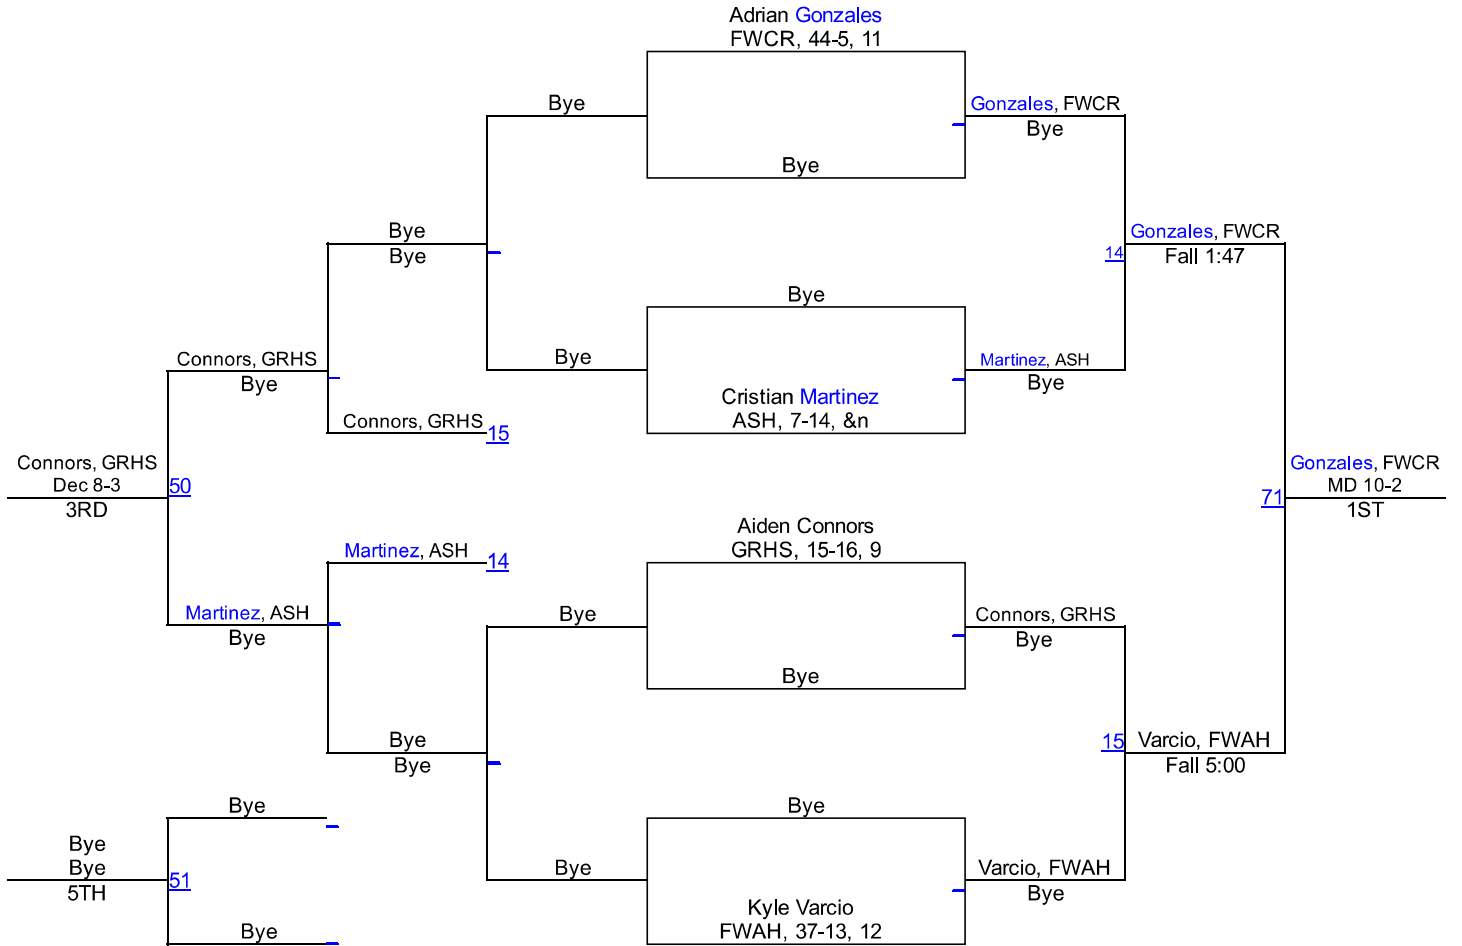 Adrian Gonzales
FWCR, 44-5, 11
Bye
Gonzales, FWCR
Bye
Bye
Bye
Bye
Gonzales, FWCR
14
Fall 1:47
Bye
Bye
Connors, GRHS
Bye
Martinez, ASH
Bye
Cristian Martinez
ASH, 7-14, &n
Connors, GRHS
15
Connors, GRHS
Dec 8-3
50
3RD
Gonzales, FWCR
MD 10-2
71
1ST
Aiden Connors
GRHS, 15-16, 9
Martinez, ASH
14
Martinez, ASH
Bye
Bye
Connors, GRHS
Bye
Bye
Bye
Bye
15
Varcio, FWAH
Fall 5:00
Bye
Bye
Bye
Bye
51
5TH
Bye
Bye
Varcio, FWAH
Bye
Kyle Varcio
FWAH, 37-13, 12